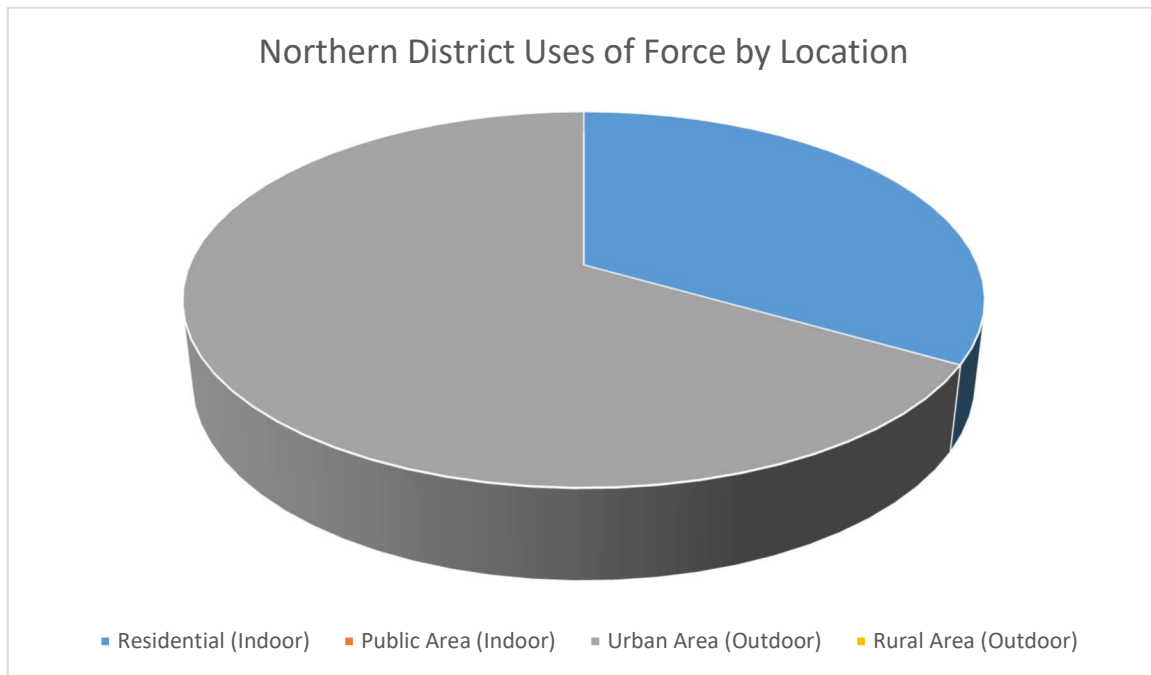 Northern District Uses of Force by Location
Residential (Indoor) Public Area (Indoor) Urban Area (Outdoor) Rural Area (Outdoor)